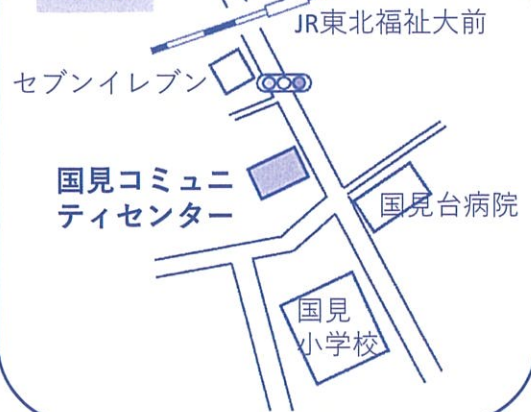 JR東北福祉大前
セブンイレブン
国見コミュニ
ティセンター
国見台病院
国見
小学校